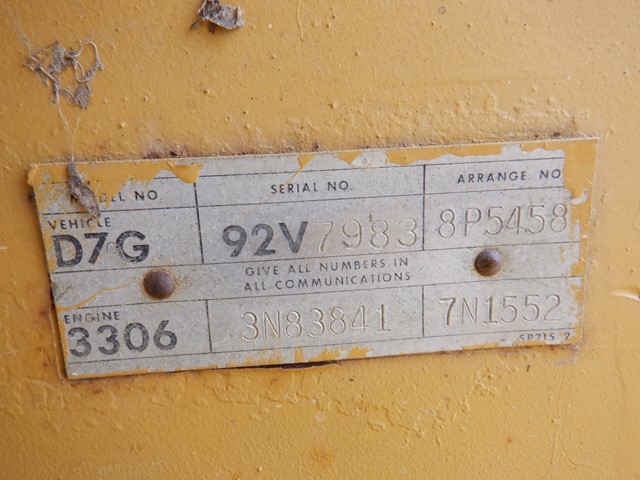 MODEL NO. SERIAL NO. ARRANGE. NO.
VEHICLE
D7G 92V7983 8P5458
GIVE ALL NUMBERS IN
ALL COMMUNICATIONS
ENGINE
3306 3N83841 7N1552